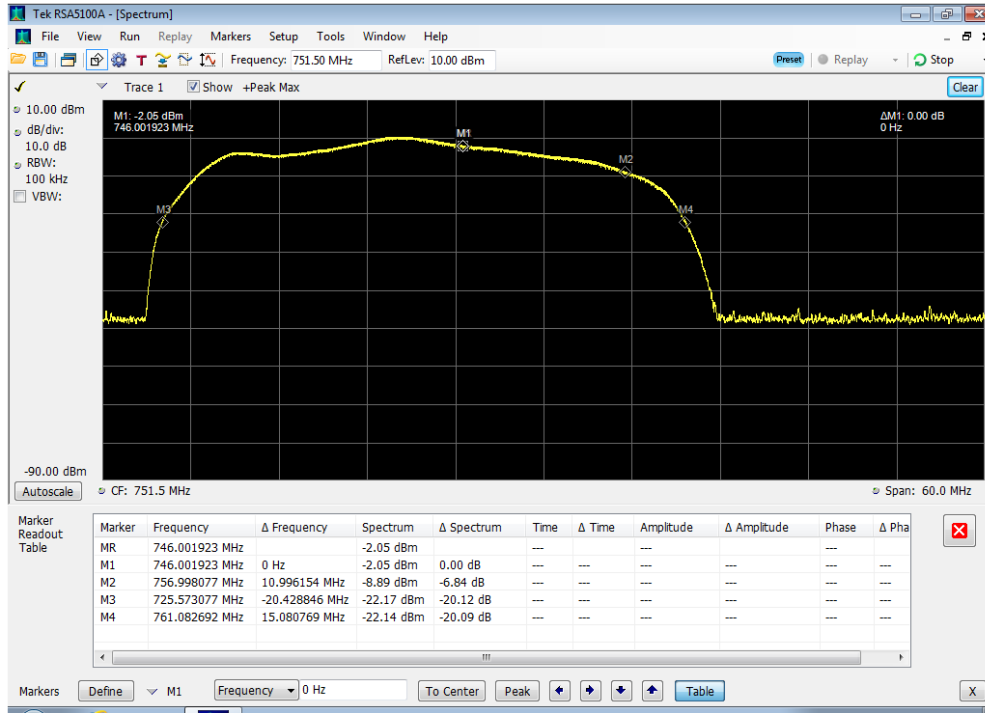 Tek RSA5100A - [Spectrum]
File View Run Replay Markers Setup Tools Window Help
T Frequency: 751.50 MHz RefLev: 10.00 dBm Preset Replay Stop
Trace 1 Show +Peak Max Clear
10.00 dBm
dB/div:
10.0 dB
RBW:
100 kHz
VBW:
-90.00 dBm
Autoscale
M1: -2.05 dBm
746.001923 MHz
ΔM1: 0.00 dB
0 Hz
M1
M2
M3
M4
CF: 751.5 MHz Span: 60.0 MHz
Marker
Readout
Table
Marker Frequency Δ Frequency Spectrum Δ Spectrum Time Δ Time Amplitude Δ Amplitude Phase Δ Pha
MR 746.001923 MHz -2.05 dBm --- --- ---
M1 746.001923 MHz 0 Hz -2.05 dBm 0.00 dB --- --- --- --- --- ---
M2 756.998077 MHz 10.996154 MHz -8.89 dBm -6.84 dB --- --- --- --- --- ---
M3 725.573077 MHz -20.428846 MHz -22.17 dBm -20.12 dB --- --- --- --- --- ---
M4 761.082692 MHz 15.080769 MHz -22.14 dBm -20.09 dB --- --- --- --- --- ---
Markers Define M1 Frequency 0 Hz To Center Peak Table X